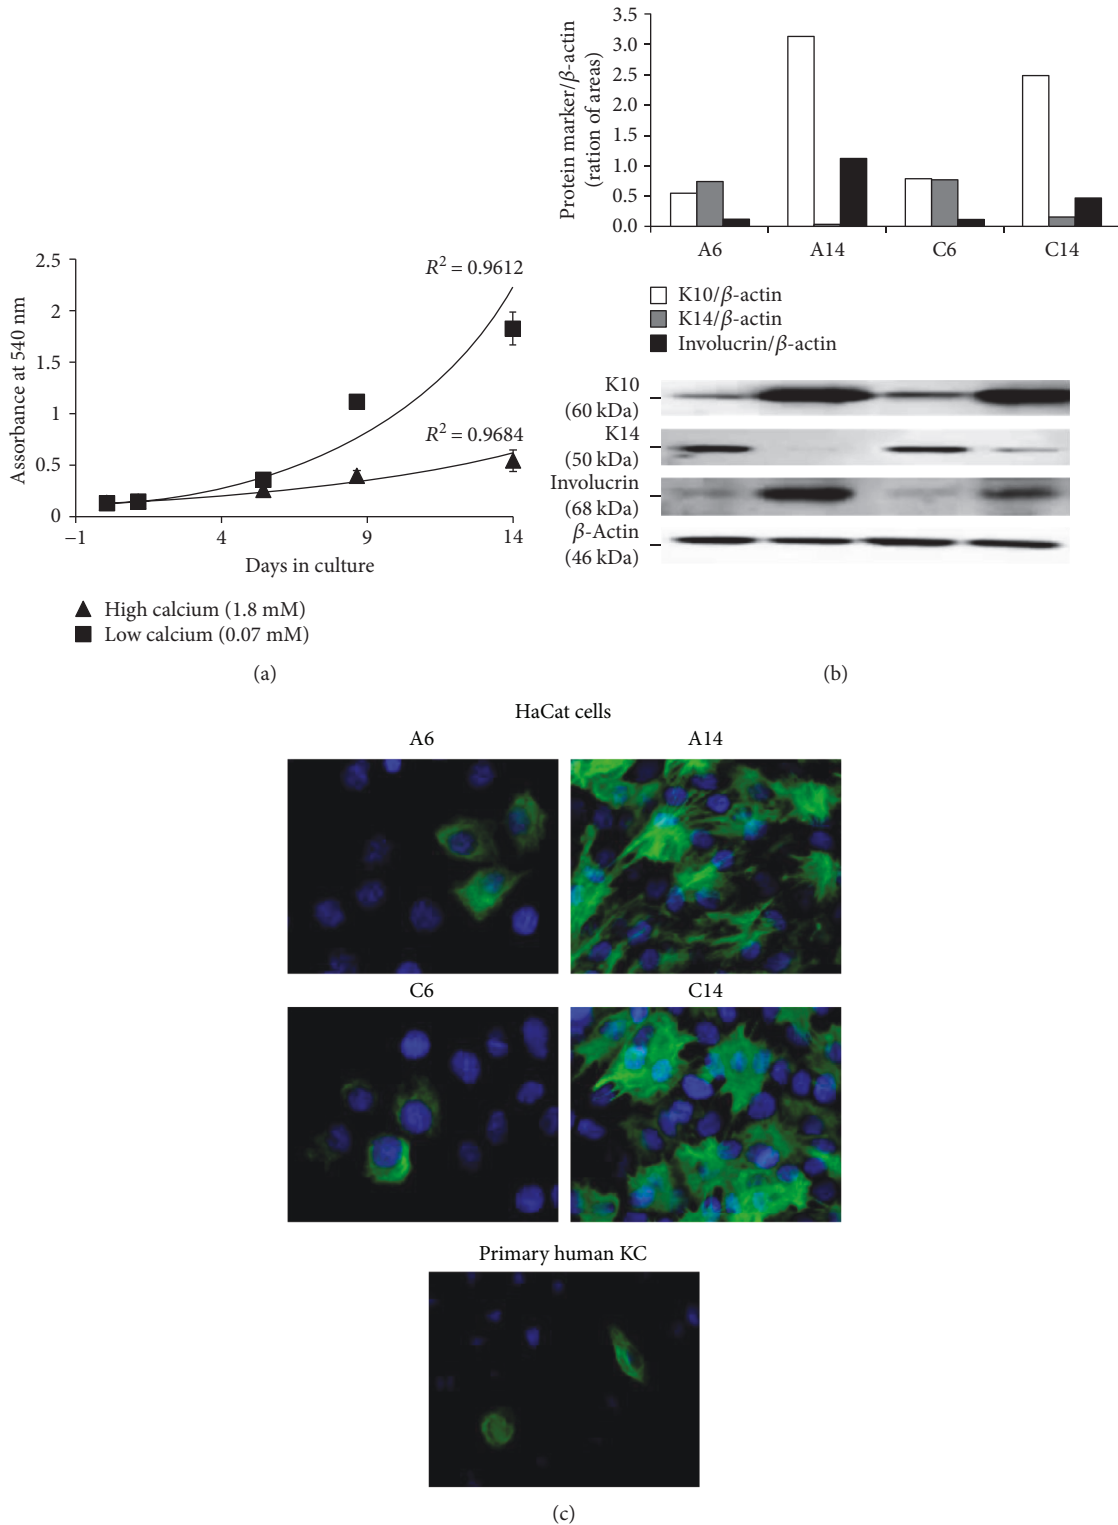 2.5
2
1.5
1
0.5
0
−1
4
9
14
Assorbance at 540 nm
Days in culture
R² = 0.9612
R² = 0.9684
High calcium (1.8 mM)
Low calcium (0.07 mM)
(a)
3.5
3.0
2.5
2.0
1.5
1.0
0.5
0.0
Protein marker/β-actin
(ration of areas)
A6
A14
C6
C14
K10/β-actin
K14/β-actin
Involucrin/β-actin
K10
(60 kDa)
K14
(50 kDa)
Involucrin
(68 kDa)
β-Actin
(46 kDa)
(b)
HaCat cells
A6
A14
C6
C14
Primary human KC
(c)